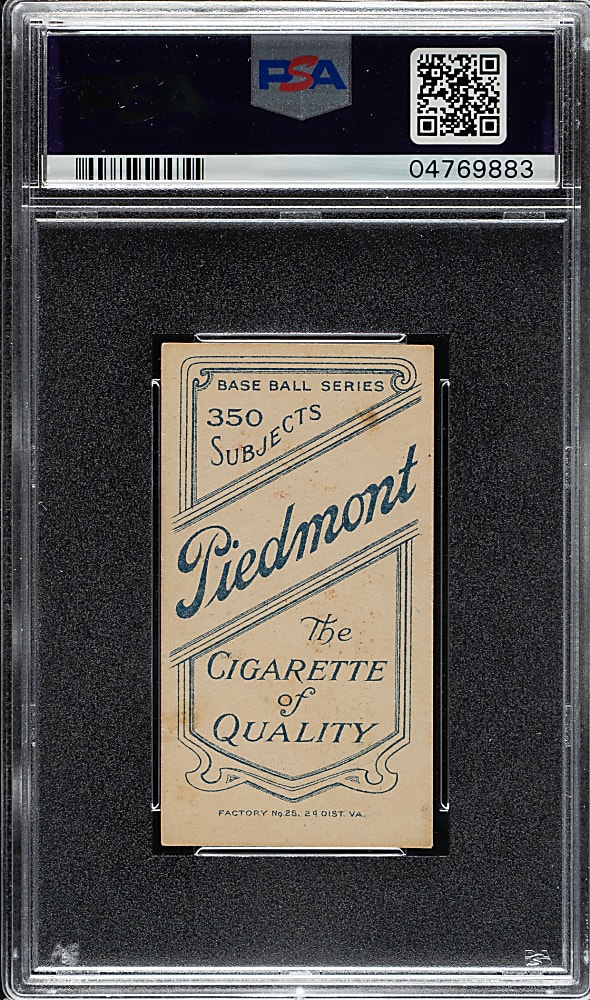 PSA
04769883
BASE BALL SERIES
350
SUBJECTS
Piedmont
The
CIGARETTE
of
QUALITY
FACTORY No. 25. 2d DIST. VA.